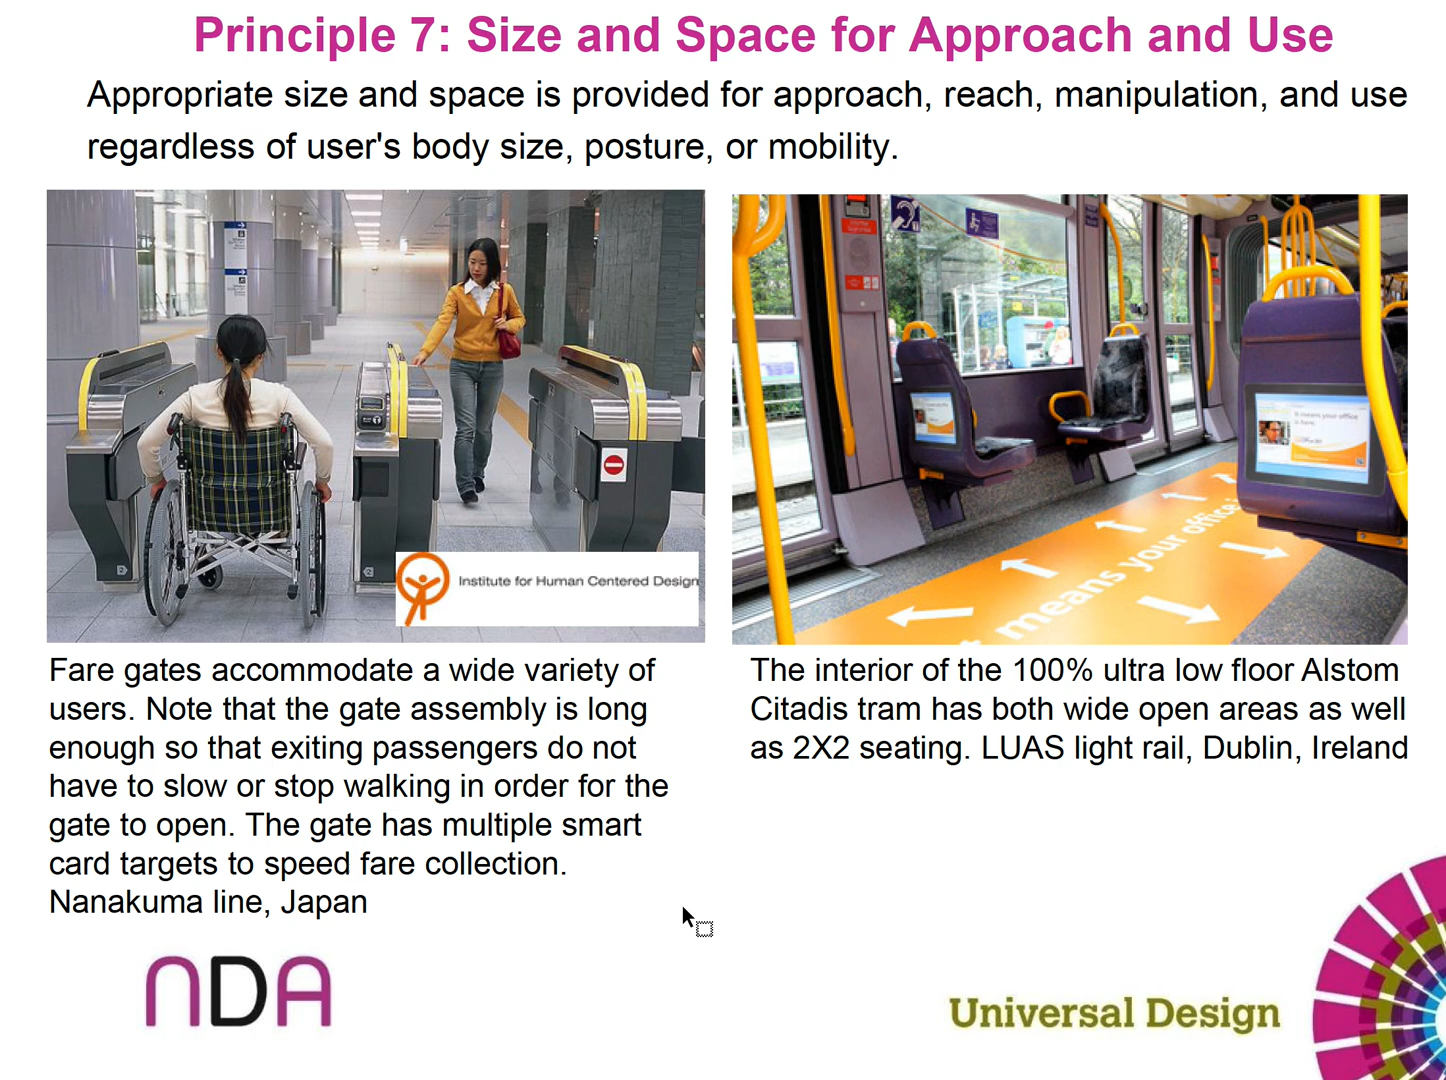 Principle 7: Size and Space for Approach and Use
Appropriate size and space is provided for approach, reach, manipulation, and use
regardless of user's body size, posture, or mobility.
Institute for Human Centered Design
It means your office
is here.
means your office
Fare gates accommodate a wide variety of
users. Note that the gate assembly is long
enough so that exiting passengers do not
have to slow or stop walking in order for the
gate to open. The gate has multiple smart
card targets to speed fare collection.
Nanakuma line, Japan
The interior of the 100% ultra low floor Alstom
Citadis tram has both wide open areas as well
as 2X2 seating. LUAS light rail, Dublin, Ireland
NDA
Universal Design